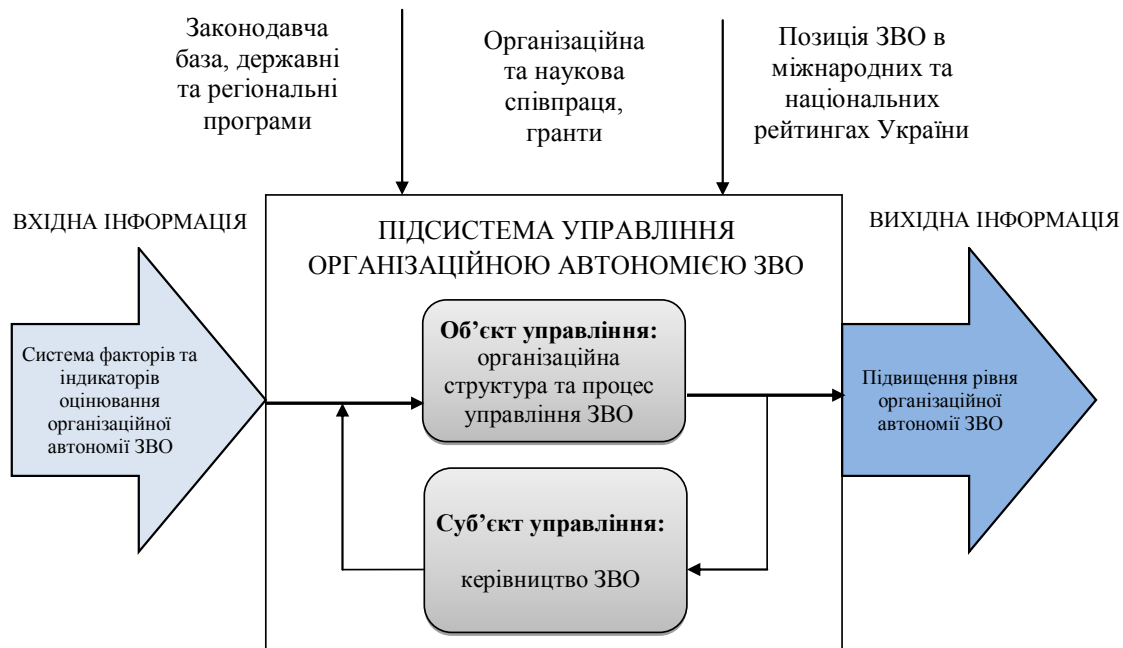 Законодавча
база, державні
та регіональні
програми
Організаційна
та наукова
співпраця,
гранти
Позиція ЗВО в
міжнародних та
національних
рейтингах України
ВХІДНА ІНФОРМАЦІЯ
ПІДСИСТЕМА УПРАВЛІННЯ
ОРГАНІЗАЦІЙНОЮ АВТОНОМІЄЮ ЗВО
ВИХІДНА ІНФОРМАЦІЯ
Система факторів та
індикаторів
оцінювання
організаційної
автономії ЗВО
Об’єкт управління:
організаційна
структура та процес
управління ЗВО
Підвищення рівня
організаційної
автономії ЗВО
Суб’єкт управління:
керівництво ЗВО